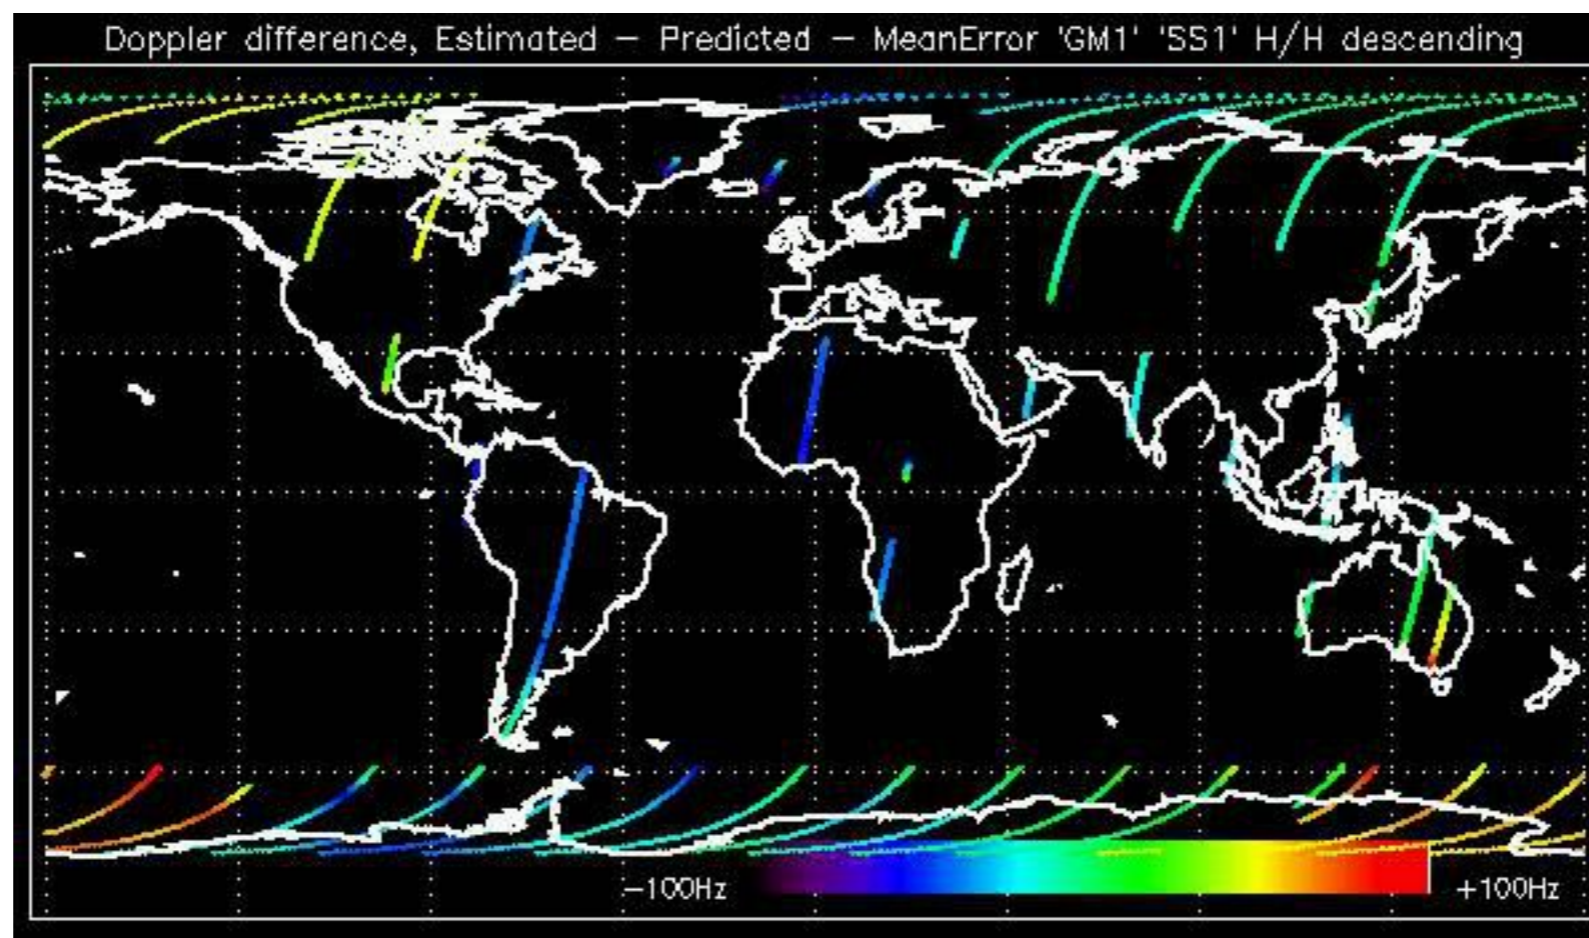 Doppler difference, Estimated – Predicted – MeanError 'GM1' 'SS1' H/H descending
–100Hz +100Hz